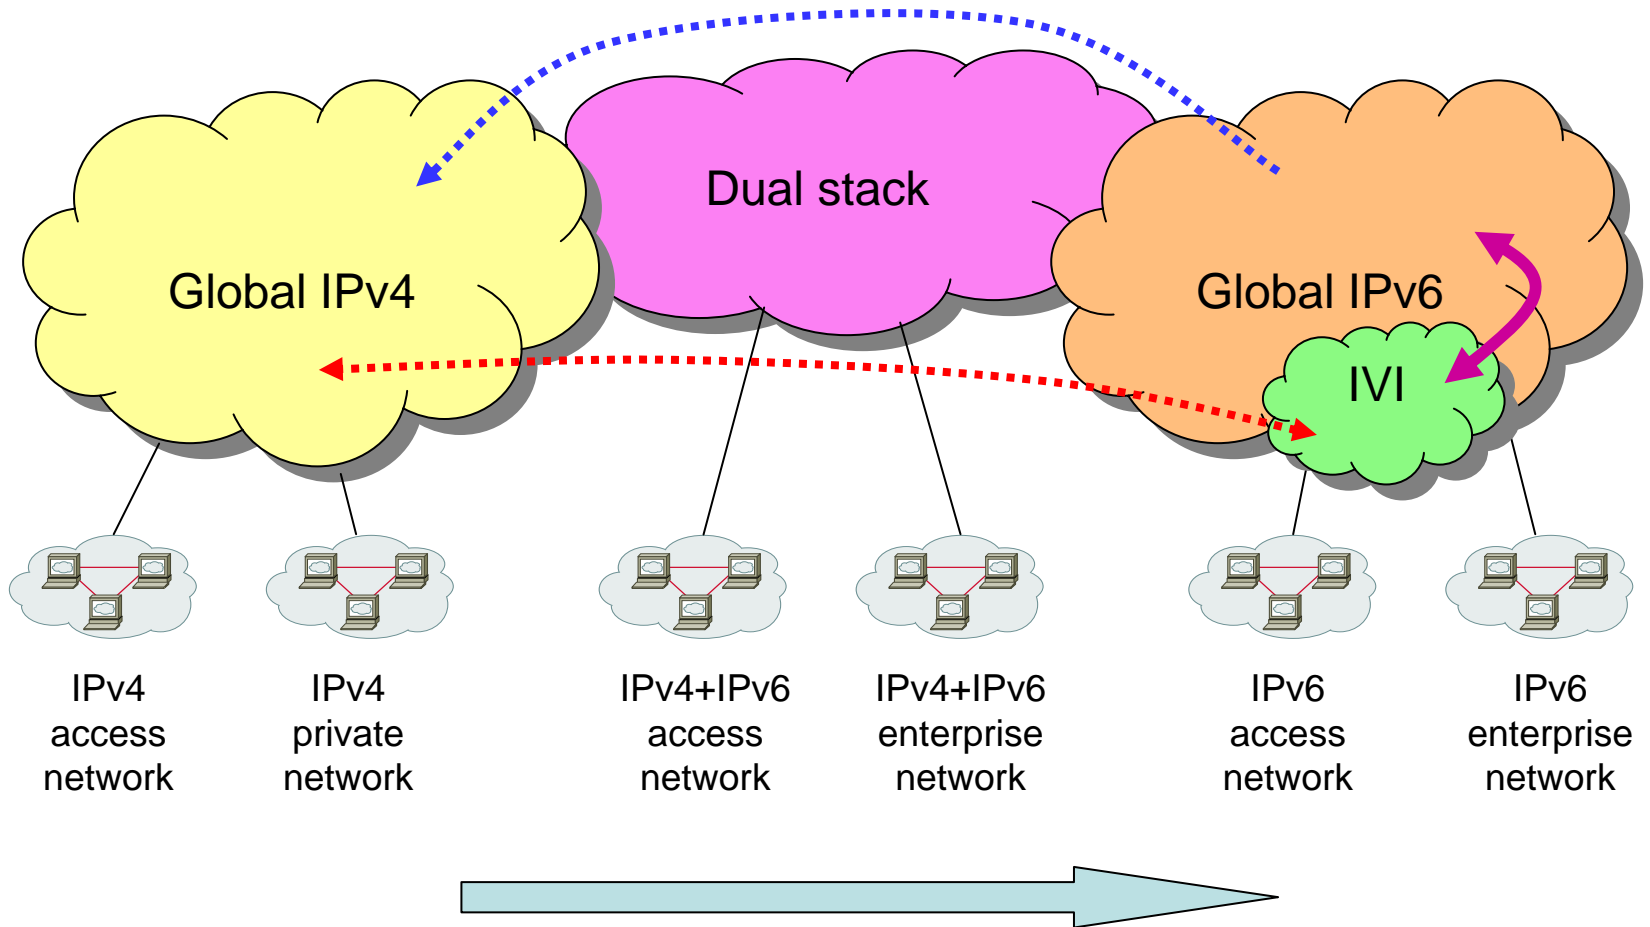 Dual stack
Global IPv4
Global IPv6
IVI
IPv4
access
network
IPv4
private
network
IPv4+IPv6
access
network
IPv4+IPv6
enterprise
network
IPv6
access
network
IPv6
enterprise
network